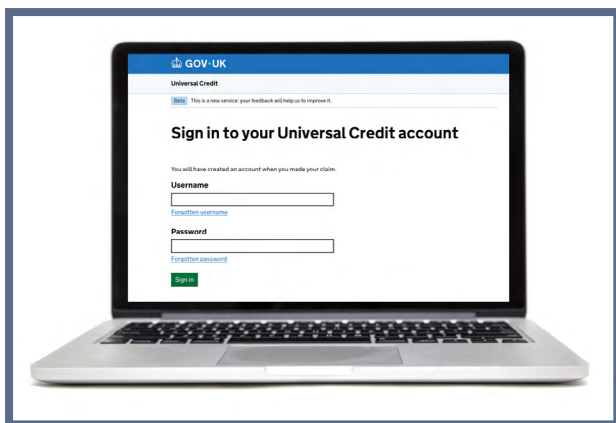 GOV·UK
Universal Credit
Beta This is a new service: your feedback will help us to improve it.
Sign in to your Universal Credit account
You will have created an account when you made your claim.
Username
Forgotten username
Password
Forgotten password
Sign in